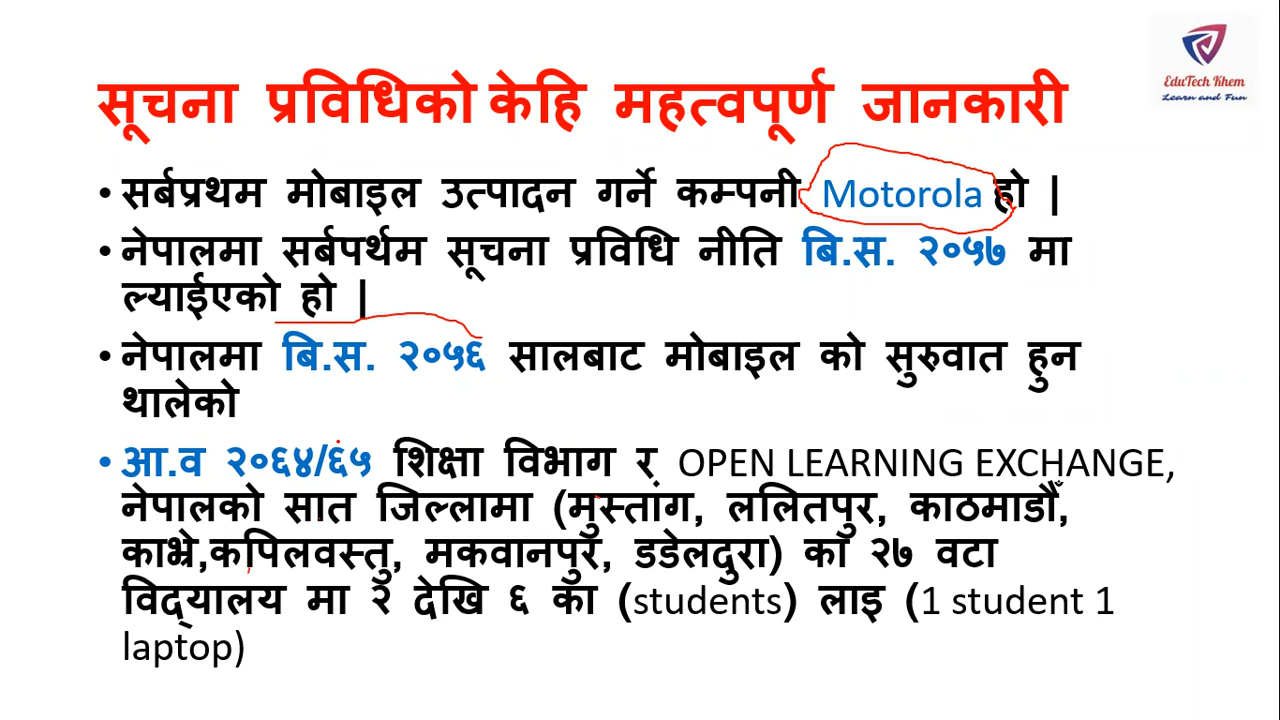 EduTech Khem
Learn and Fun
सूचना प्रविधिको केहि महत्वपूर्ण जानकारी
• सर्बप्रथम मोबाइल उत्पादन गर्ने कम्पनी Motorola हो |
• नेपालमा सर्बपर्थम सूचना प्रविधि नीति बि.स. २०५७ मा
ल्याईएको हो |
• नेपालमा बि.स. २०५६ सालबाट मोबाइल को सुरुवात हुन
थालेको
• आ.व २०६४/६५ शिक्षा विभाग र OPEN LEARNING EXCHANGE,
नेपालको सात जिल्लामा (मुस्तांग, ललितपुर, काठमाडौँ,
काभ्रे,कपिलवस्तु, मकवानपुर, डडेलदुरा) का २७ वटा
विद्यालय मा २ देखि ६ का (students) लाइ (1 student 1
laptop)